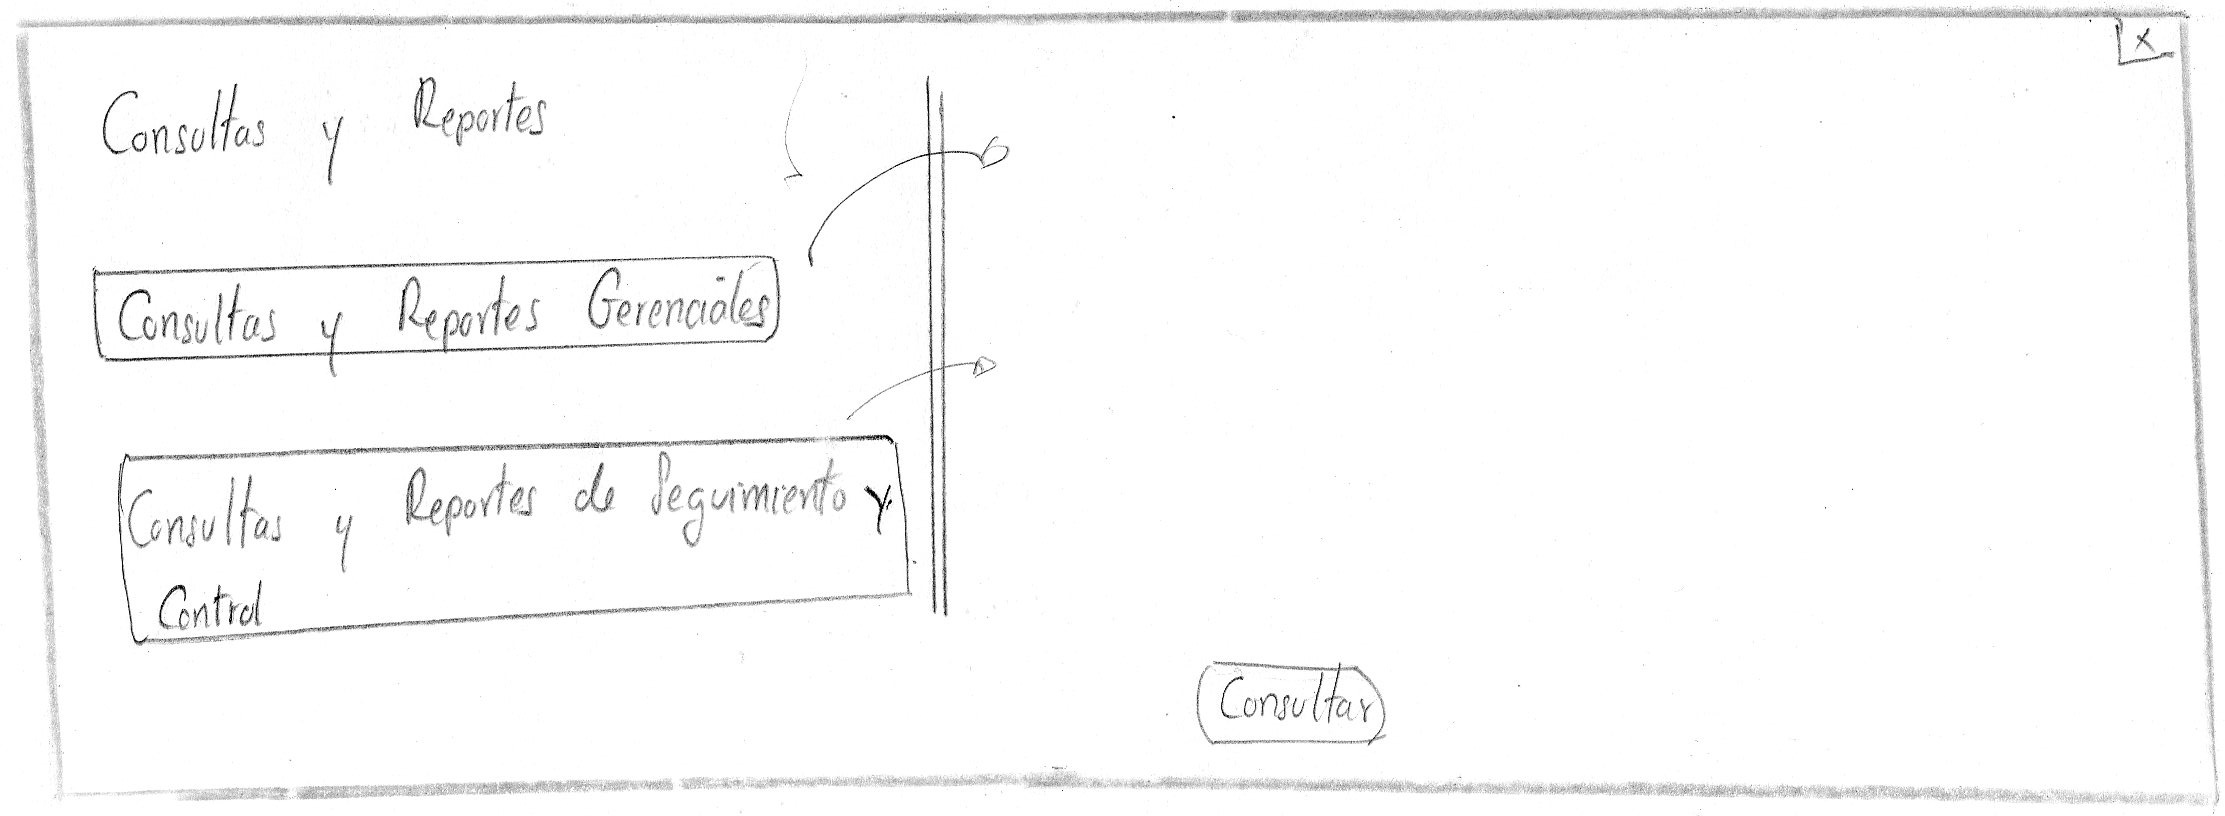 X
Consultas y Reportes
Consultas y Reportes Gerenciales
Consultas y Reportes de Seguimiento y
Control
Consultar